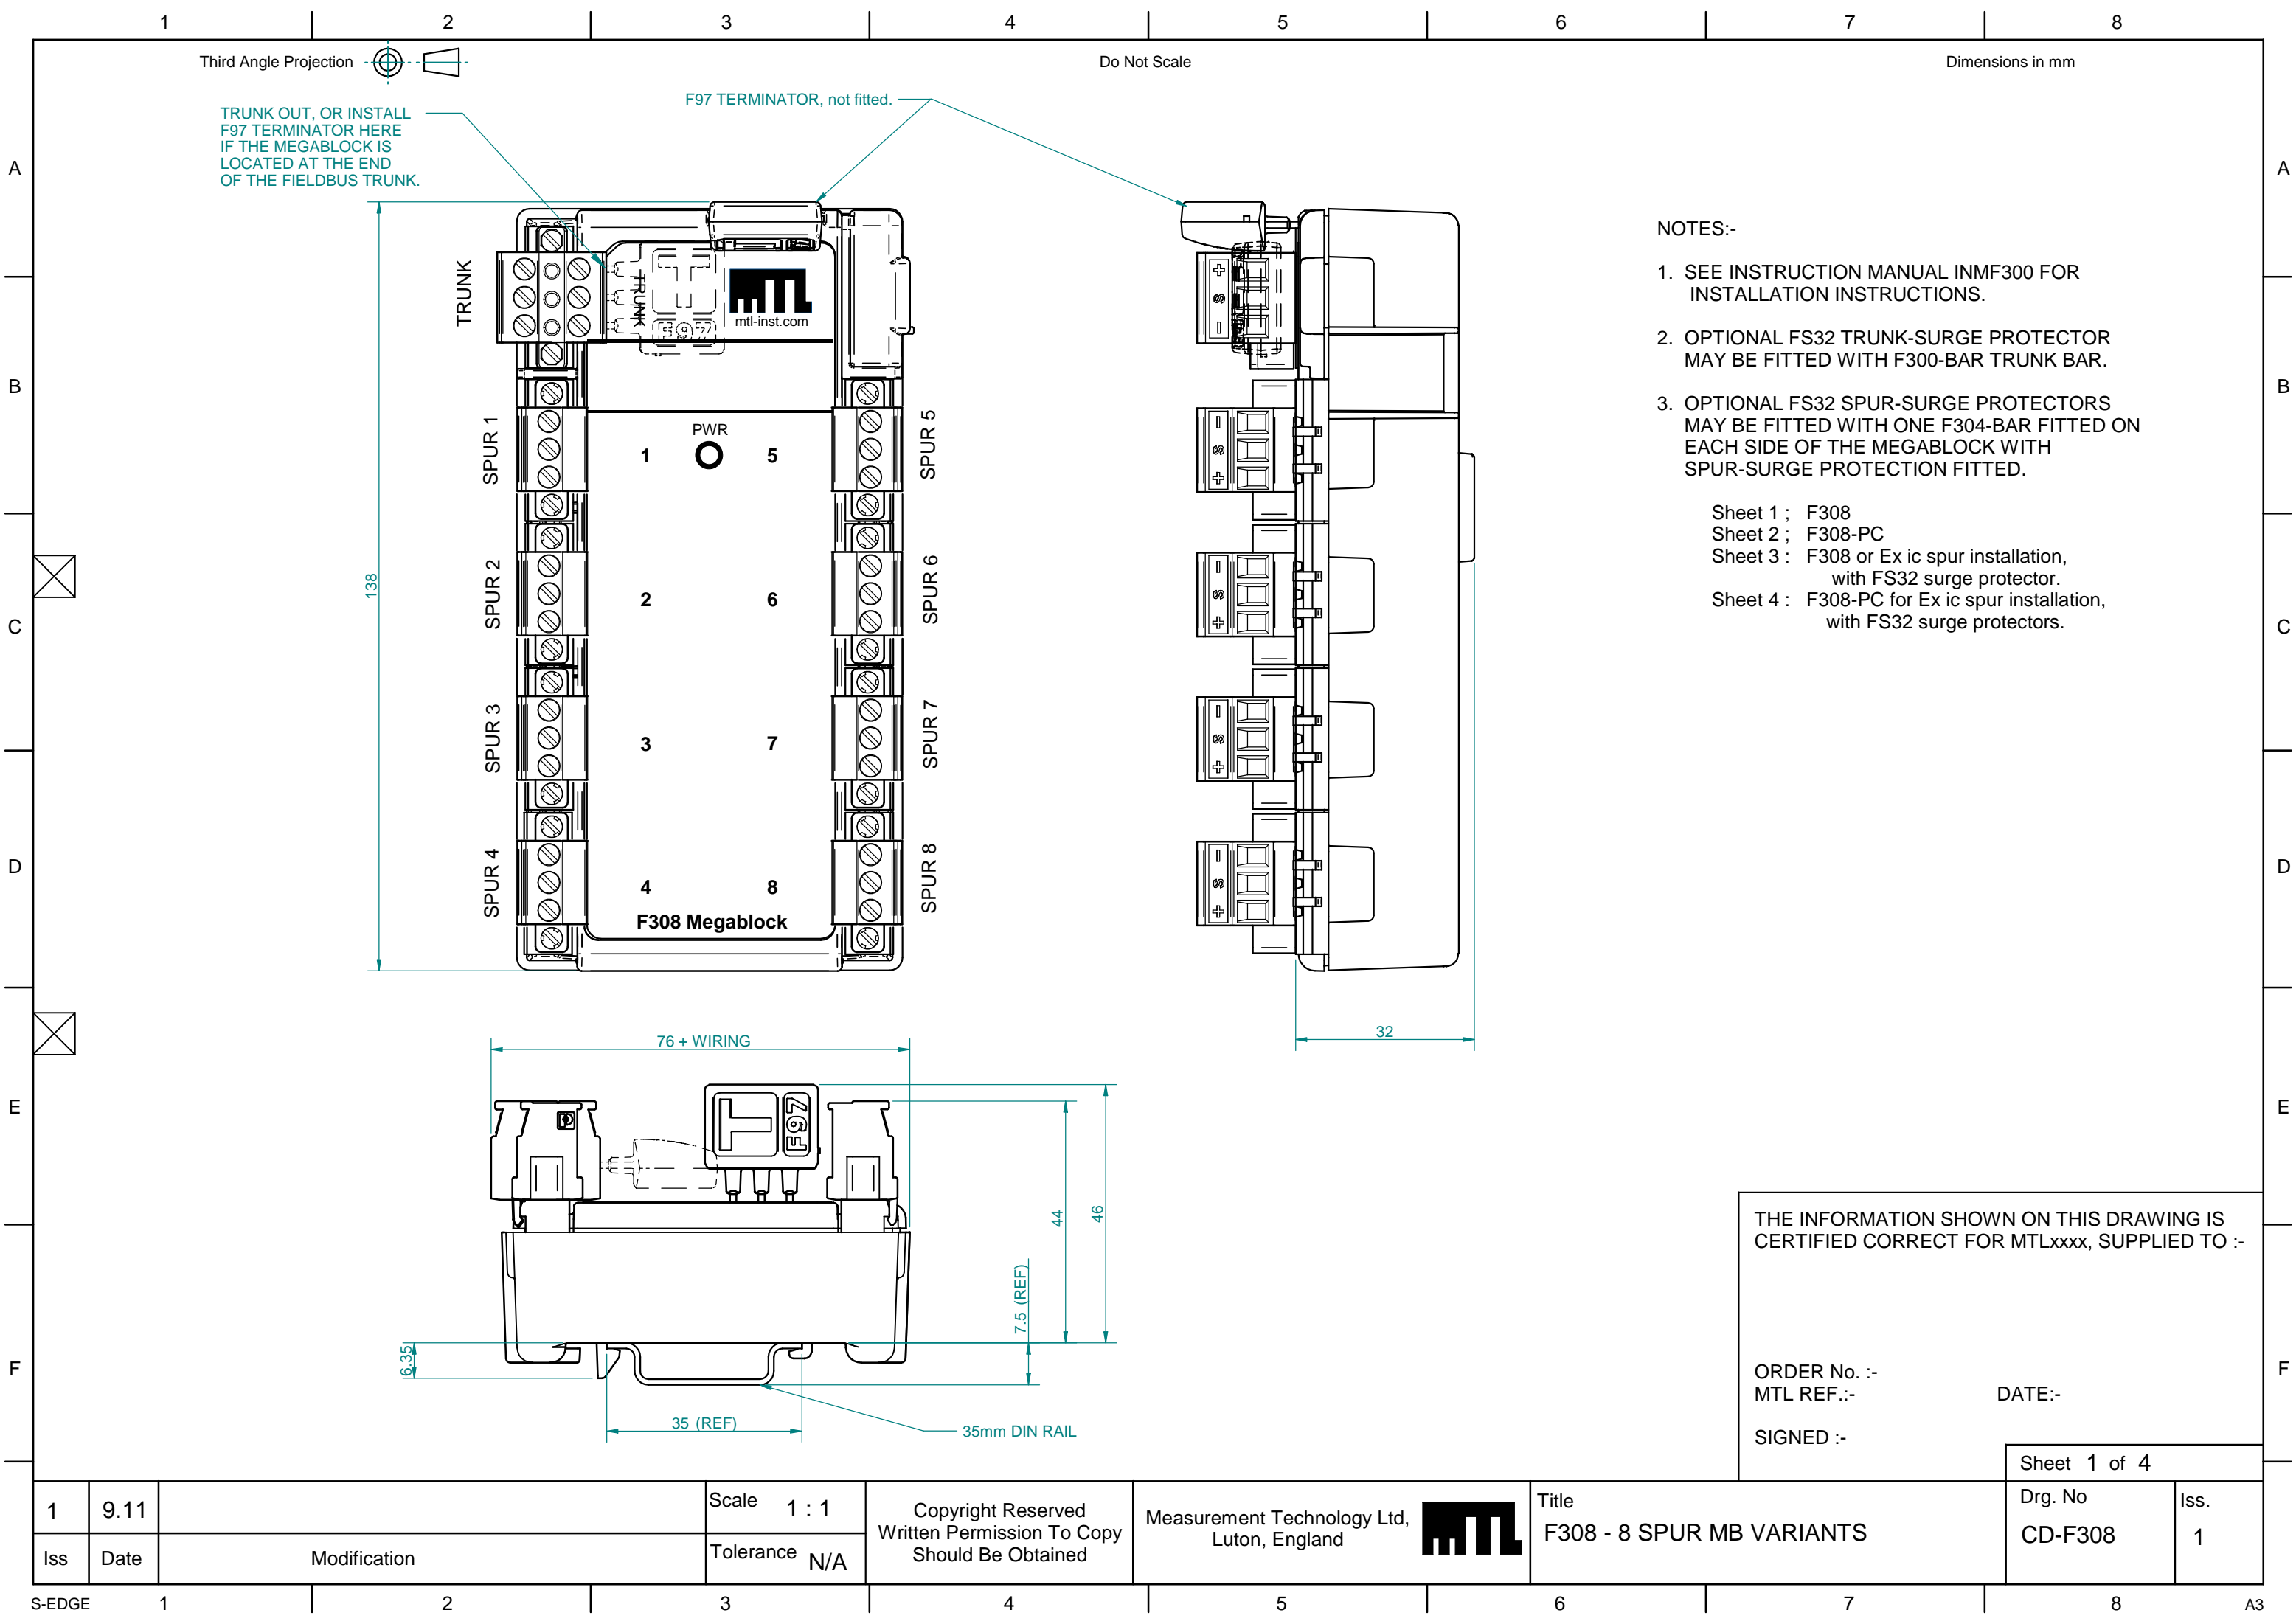 1 2 3 4 5 6 7 8
Third Angle Projection
Do Not Scale
Dimensions in mm
TRUNK OUT, OR INSTALL
F97 TERMINATOR HERE
IF THE MEGABLOCK IS
LOCATED AT THE END
OF THE FIELDBUS TRUNK.
F97 TERMINATOR, not fitted.
A
A
B
B
C
C
D
D
E
E
F
F
TRUNK
TRUNK
F97
mtl-inst.com
SPUR 1
SPUR 2
SPUR 3
SPUR 4
SPUR 5
SPUR 6
SPUR 7
SPUR 8
PWR
1 5
2 6
3 7
4 8
F308 Megablock
138
+ S -
- S +
- S +
- S +
- S +
32
NOTES:-
1. SEE INSTRUCTION MANUAL INMF300 FOR
INSTALLATION INSTRUCTIONS.
2. OPTIONAL FS32 TRUNK-SURGE PROTECTOR
MAY BE FITTED WITH F300-BAR TRUNK BAR.
3. OPTIONAL FS32 SPUR-SURGE PROTECTORS
MAY BE FITTED WITH ONE F304-BAR FITTED ON
EACH SIDE OF THE MEGABLOCK WITH
SPUR-SURGE PROTECTION FITTED.
Sheet 1 ; F308
Sheet 2 ; F308-PC
Sheet 3 : F308 or Ex ic spur installation,
with FS32 surge protector.
Sheet 4 : F308-PC for Ex ic spur installation,
with FS32 surge protectors.
76 + WIRING
F97
44
46
7.5 (REF)
6.35
35 (REF)
35mm DIN RAIL
THE INFORMATION SHOWN ON THIS DRAWING IS
CERTIFIED CORRECT FOR MTLxxxx, SUPPLIED TO :-
ORDER No. :-
MTL REF.:- DATE:-
SIGNED :-
Sheet 1 of 4
1 9.11
Iss Date Modification
Scale 1 : 1
Tolerance N/A
Copyright Reserved
Written Permission To Copy
Should Be Obtained
Measurement Technology Ltd,
Luton, England
MTL
Title
F308 - 8 SPUR MB VARIANTS
Drg. No
CD-F308
Iss.
1
S-EDGE 1 2 3 4 5 6 7 8 A3